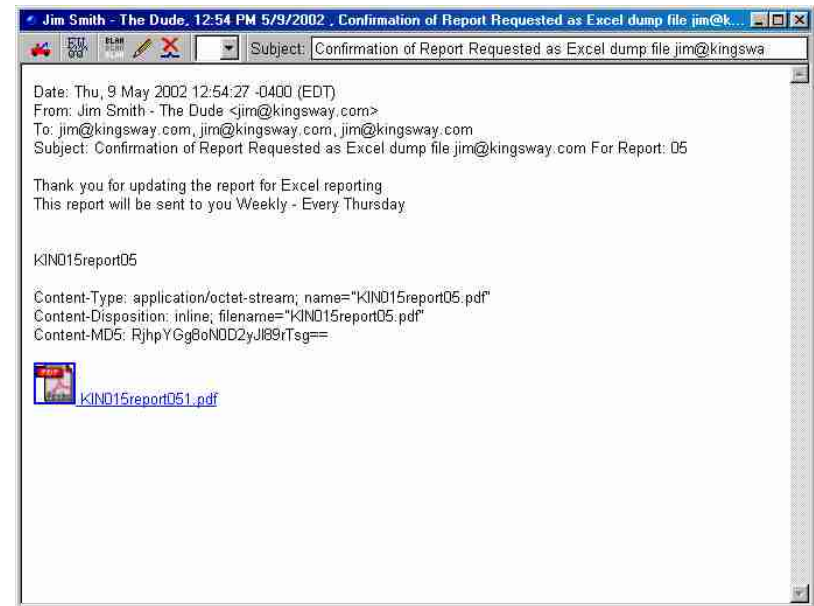 Jim Smith - The Dude, 12:54 PM 5/9/2002 , Confirmation of Report Requested as Excel dump file jim@k...
BLAH BLAH Subject: Confirmation of Report Requested as Excel dump file jim@kingswa
Date: Thu, 9 May 2002 12:54:27 -0400 (EDT)
From: Jim Smith - The Dude <jim@kingsway.com>
To: jim@kingsway.com, jim@kingsway.com, jim@kingsway.com
Subject: Confirmation of Report Requested as Excel dump file jim@kingsway.com For Report: 05
Thank you for updating the report for Excel reporting
This report will be sent to you Weekly - Every Thursday
KIN015report05
Content-Type: application/octet-stream; name="KIN015report05.pdf"
Content-Disposition: inline; filename="KIN015report05.pdf"
Content-MD5: RjhpYGg8oN0D2yJl89rTsg==
KIN015report051.pdf